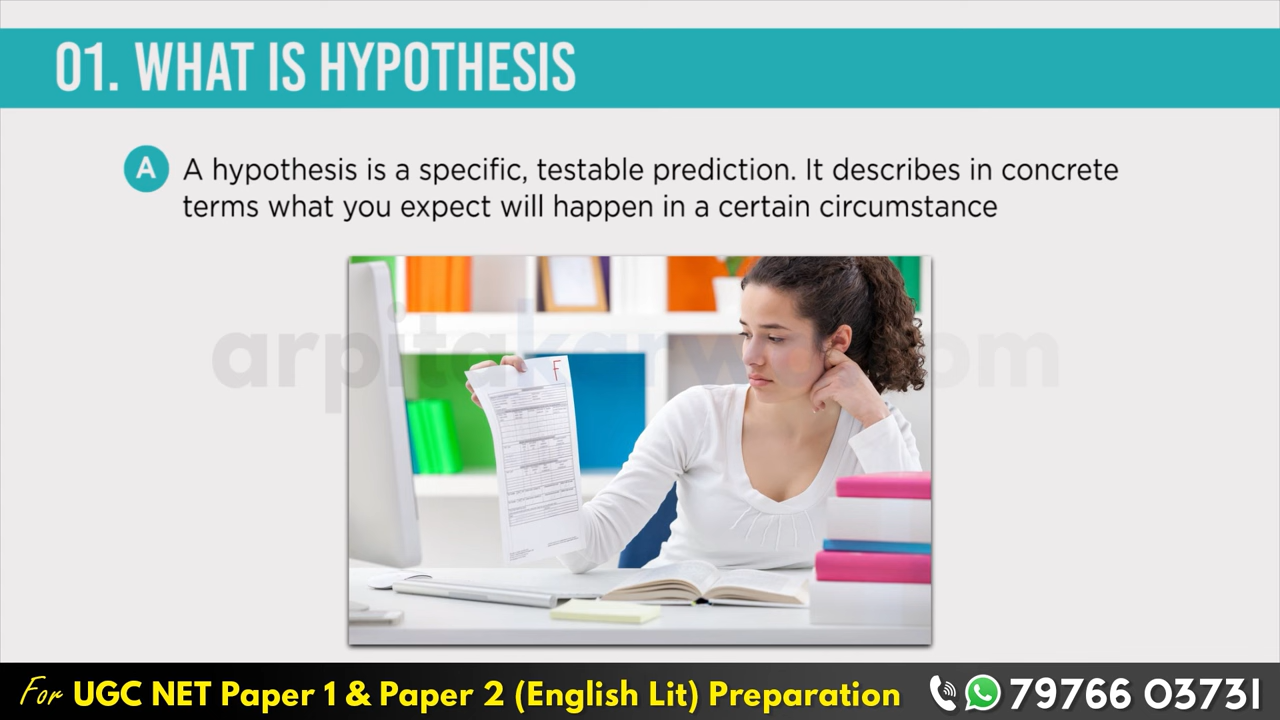 01. WHAT IS HYPOTHESIS
A
A hypothesis is a specific, testable prediction. It describes in concrete
terms what you expect will happen in a certain circumstance
F
For UGC NET Paper 1 & Paper 2 (English Lit) Preparation
79766 03731